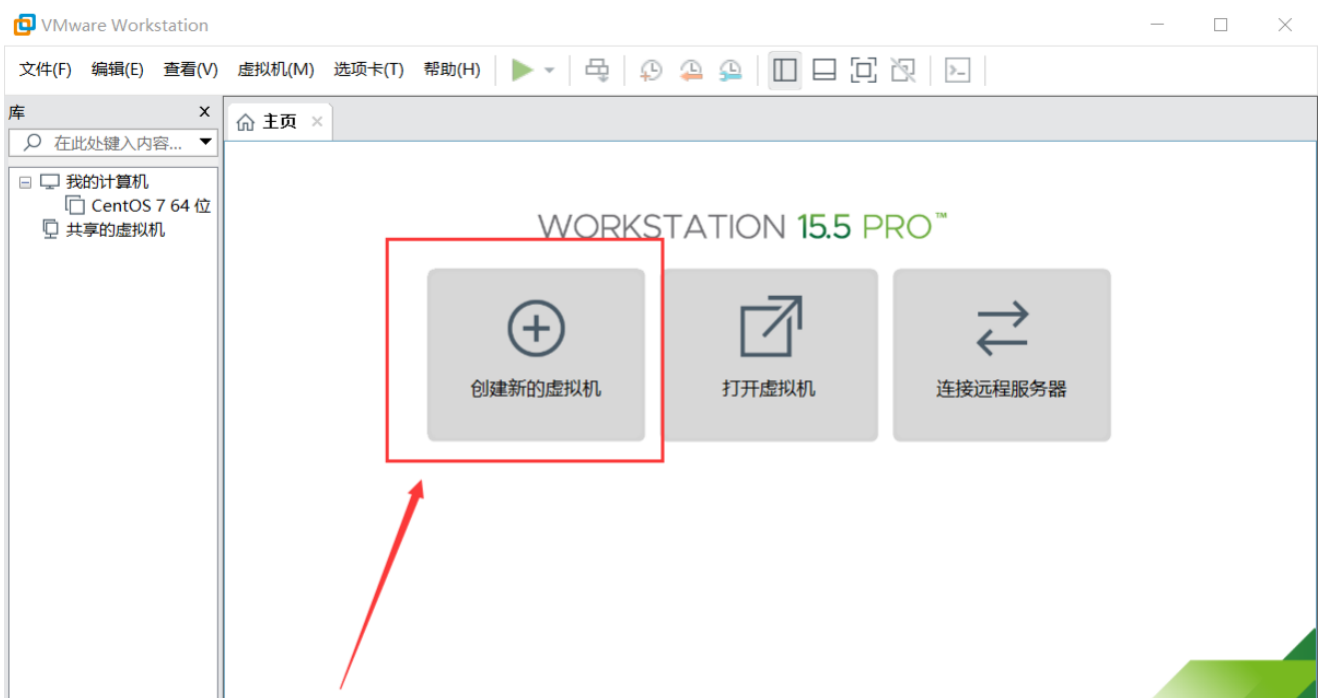 VMware Workstation
文件(F) 编辑(E) 查看(V) 虚拟机(M) 选项卡(T) 帮助(H)
库
主页
在此处键入内容...
我的计算机
CentOS 7 64 位
共享的虚拟机
WORKSTATION 15.5 PRO™
创建新的虚拟机 打开虚拟机 连接远程服务器